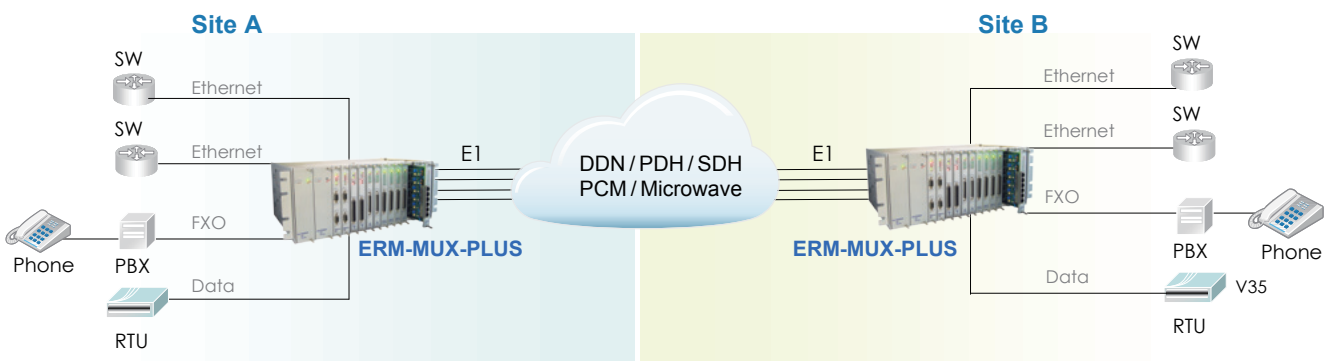 Site A
Site B
SW
Ethernet
SW
Ethernet
FXO
Phone
PBX
Data
RTU
ERM-MUX-PLUS
E1
DDN / PDH / SDH
PCM / Microwave
E1
ERM-MUX-PLUS
SW
Ethernet
SW
Ethernet
FXO
PBX
Phone
Data
V35
RTU